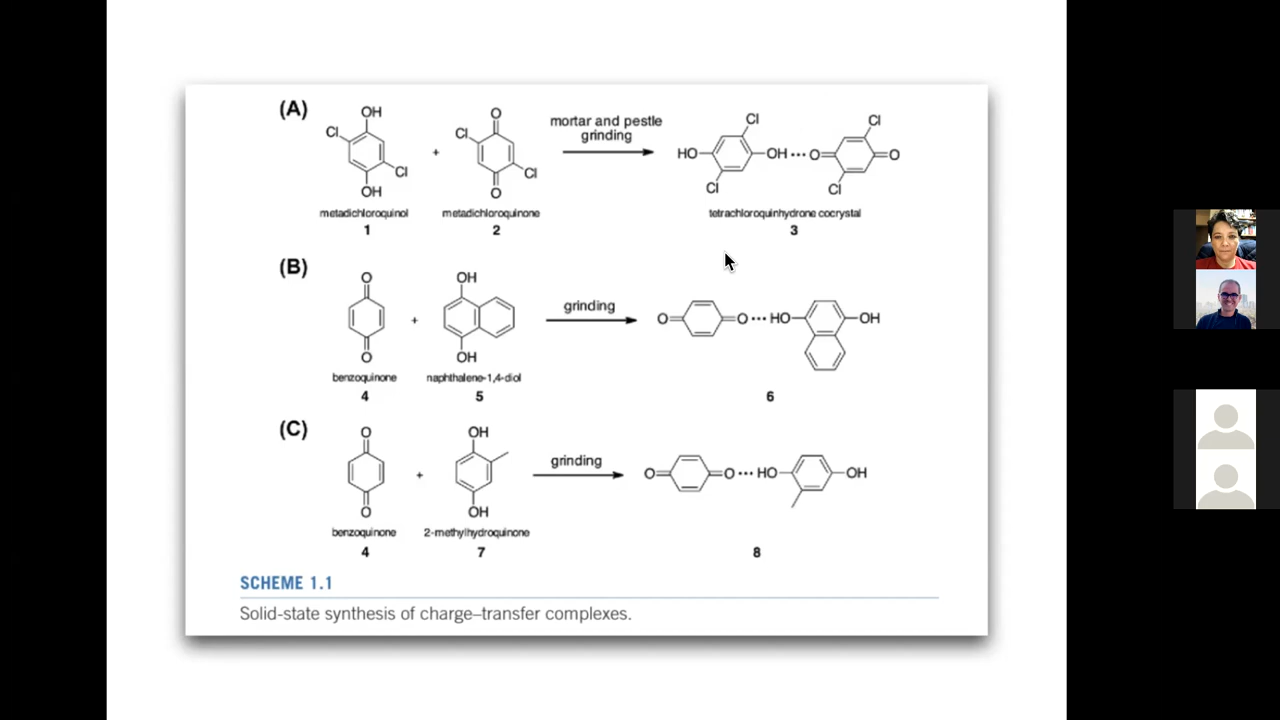 (A)
OH
Cl
Cl
OH
metadichloroquinol
1
+
O
Cl
Cl
O
metadichloroquinone
2
mortar and pestle
grinding
Cl
HO
OH
Cl
O
Cl
O
Cl
tetrachloroquinhydrone cocrystal
3
(B)
O
O
benzoquinone
4
+
OH
OH
naphthalene-1,4-diol
5
grinding
O
O
HO
OH
6
(C)
O
O
benzoquinone
4
+
OH
OH
2-methylhydroquinone
7
grinding
O
O
HO
OH
8
SCHEME 1.1
Solid-state synthesis of charge–transfer complexes.